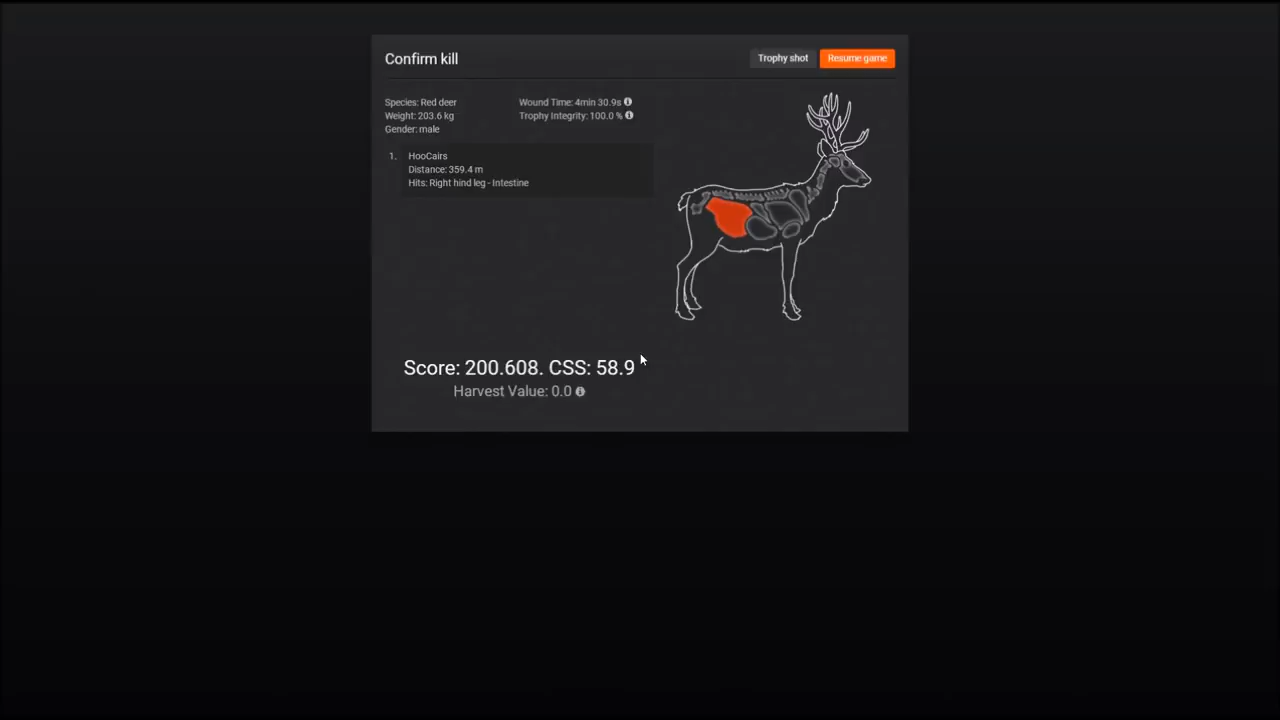 Confirm kill
Trophy shot
Resume game
Species: Red deer
Weight: 203.6 kg
Gender: male
Wound Time: 4min 30.9s
Trophy Integrity: 100.0 %
1. HooCairs
Distance: 359.4 m
Hits: Right hind leg - Intestine
Score: 200.608. CSS: 58.9
Harvest Value: 0.0